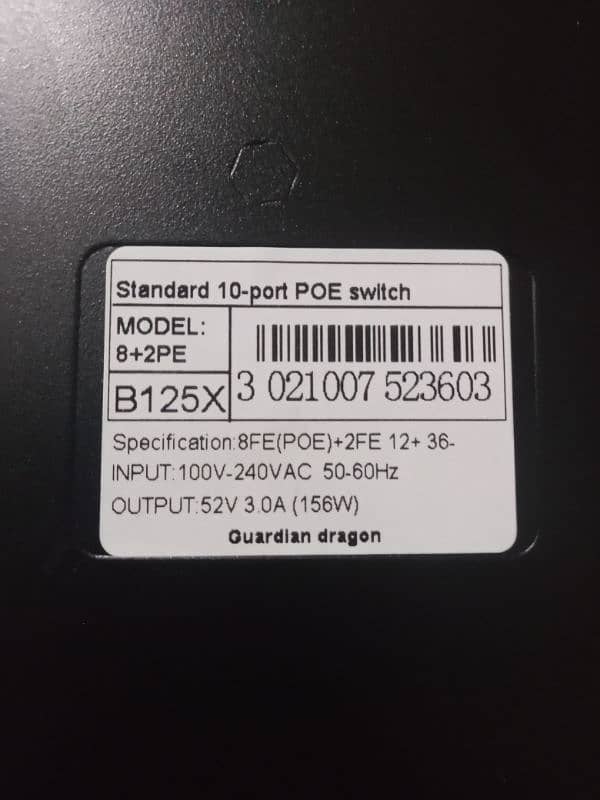 Standard 10-port POE switch
MODEL:
8+2PE
B125X
3 021007 523603
Specification:8FE(POE)+2FE 12+ 36-
INPUT:100V-240VAC 50-60Hz
OUTPUT:52V 3.0A (156W)
Guardian dragon